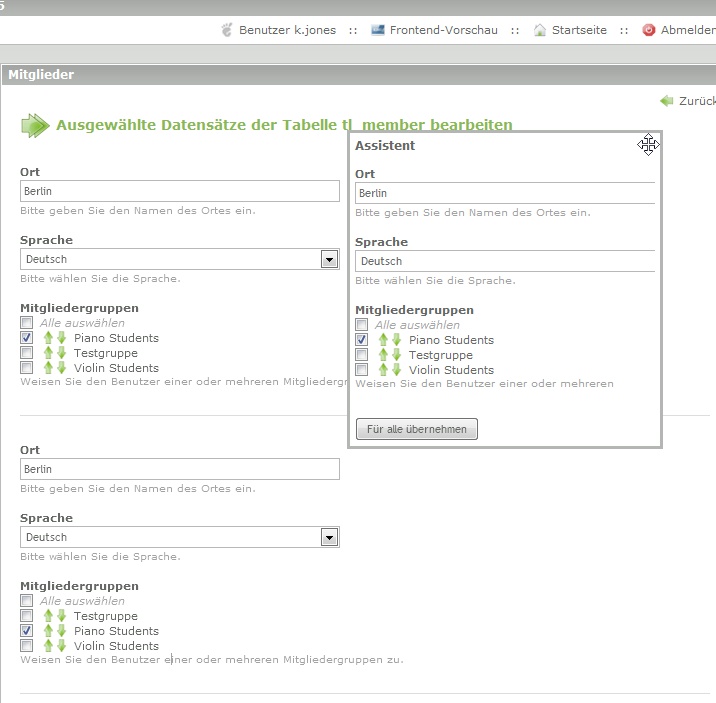 Benutzer k.jones :: Frontend-Vorschau :: Startseite :: Abmelden
Mitglieder
Zurück
Ausgewählte Datensätze der Tabelle tl_member bearbeiten
Ort
Berlin
Bitte geben Sie den Namen des Ortes ein.
Sprache
Deutsch
Bitte wählen Sie die Sprache.
Mitgliedergruppen
Alle auswählen
Piano Students
Testgruppe
Violin Students
Weisen Sie den Benutzer einer oder mehreren Mitgliedergr
Assistent
Ort
Berlin
Bitte geben Sie den Namen des Ortes ein.
Sprache
Deutsch
Bitte wählen Sie die Sprache.
Mitgliedergruppen
Alle auswählen
Piano Students
Testgruppe
Violin Students
Weisen Sie den Benutzer einer oder mehreren
Für alle übernehmen
Ort
Berlin
Bitte geben Sie den Namen des Ortes ein.
Sprache
Deutsch
Bitte wählen Sie die Sprache.
Mitgliedergruppen
Alle auswählen
Testgruppe
Piano Students
Violin Students
Weisen Sie den Benutzer einer oder mehreren Mitgliedergruppen zu.